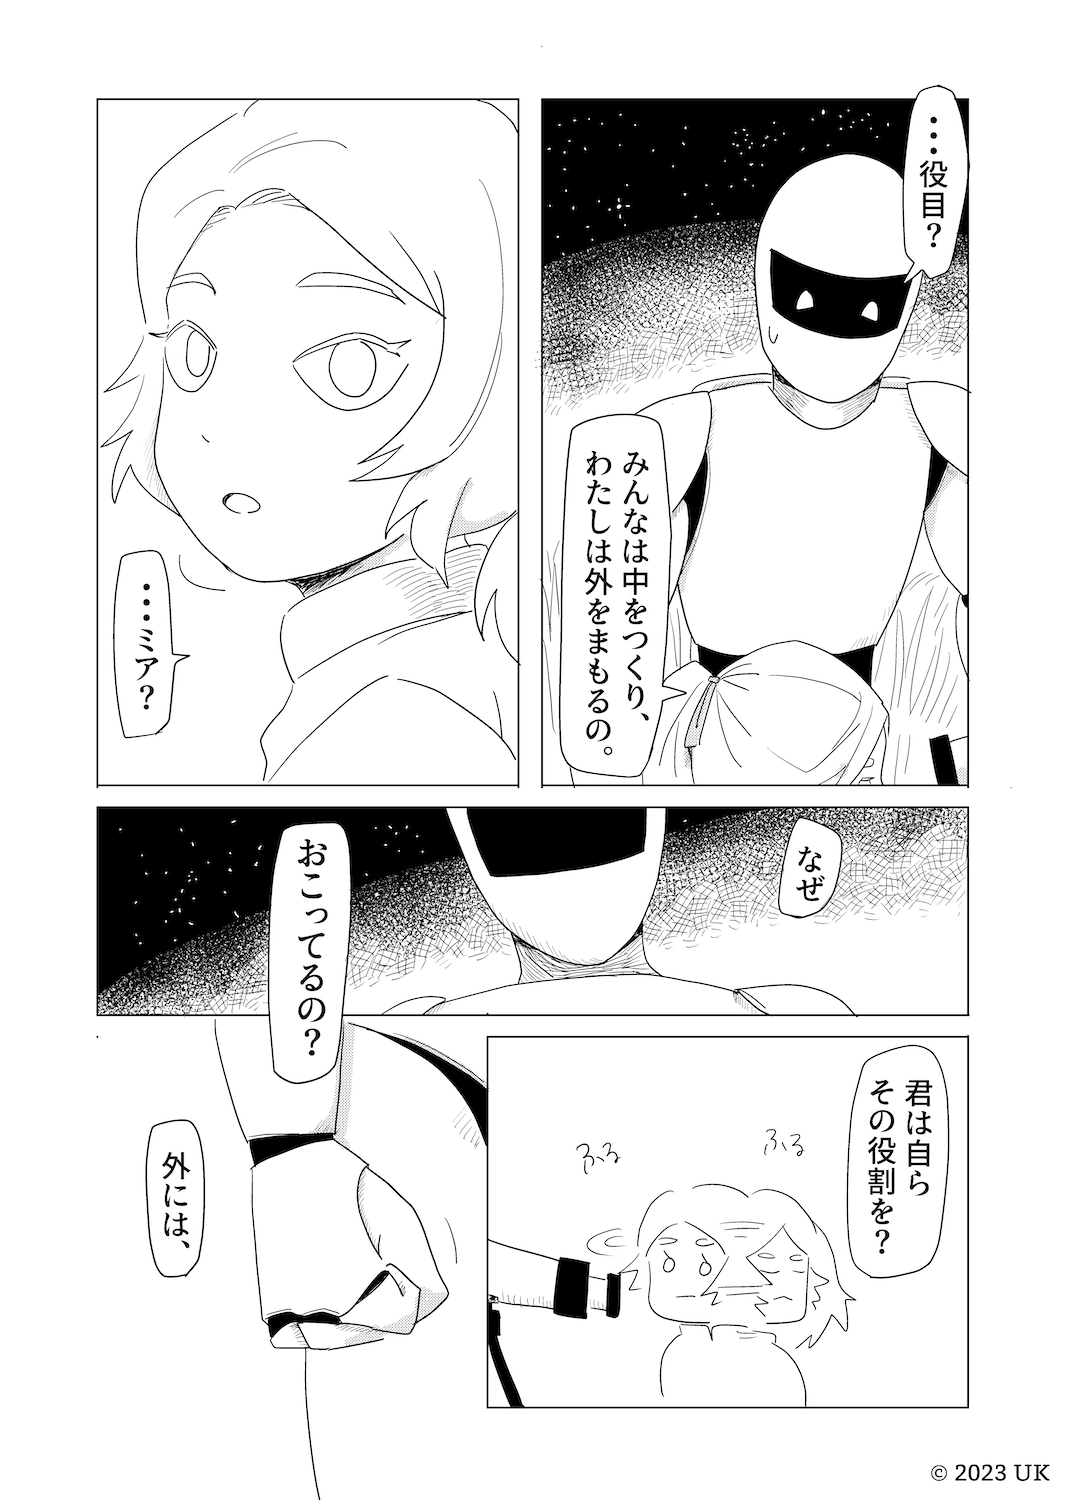 ・・・役目？
みんなは中をつくり、
わたしは外をまもるの。
・・・ミア？
なぜ
おこってるの？
君は自ら
その役割を？
ふる
ふる
外には、
© 2023 UK